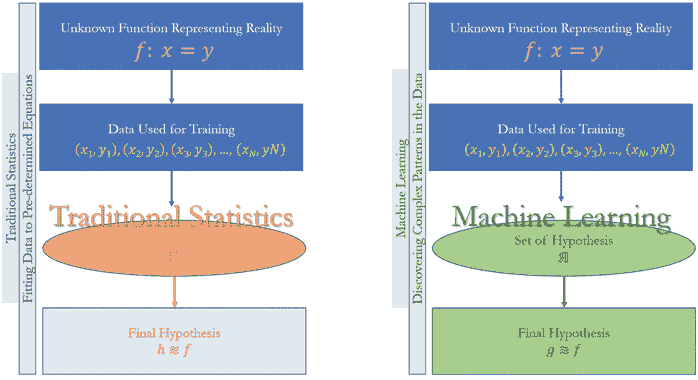 Unknown Function Representing Reality
f: x = y
Data Used for Training
(x₁, y₁), (x₂, y₂), (x₃, y₃), …, (x_N, yN)
Traditional Statistics
Final Hypothesis
h ≋ f
Traditional Statistics
Fitting Data to Pre-determined Equations
Unknown Function Representing Reality
f: x = y
Data Used for Training
(x₁, y₁), (x₂, y₂), (x₃, y₃), …, (x_N, yN)
Machine Learning
Set of Hypothesis
Final Hypothesis
g ≋ f
Machine Learning
Discovering Complex Patterns in the Data